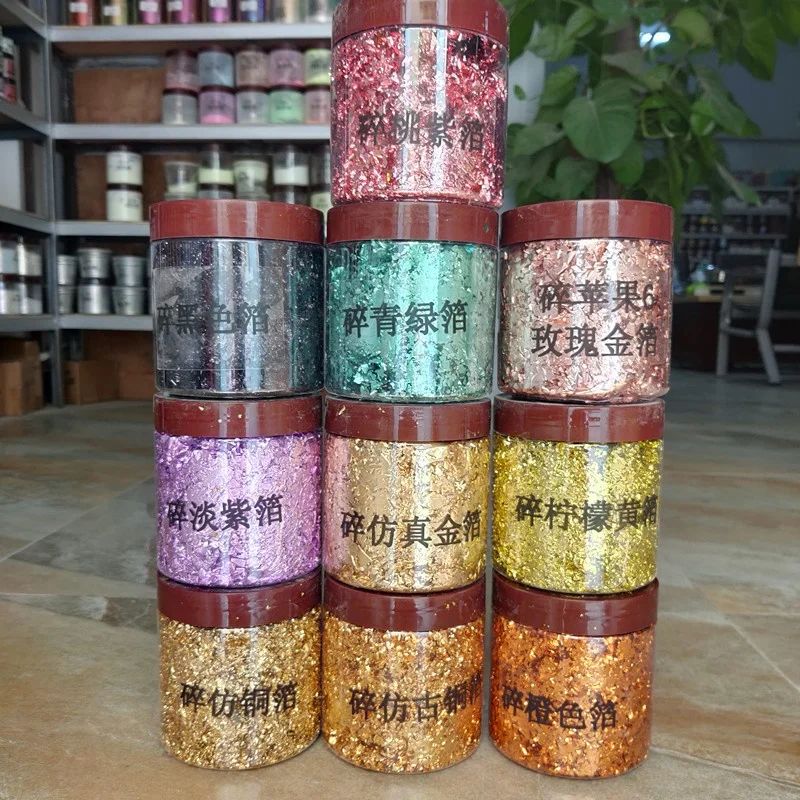 碎桃紫箔
碎黑色箔
碎青绿箔
碎苹果6
玫瑰金箔
碎淡紫箔
碎仿真金箔
碎柠檬黄箔
碎仿铜箔
碎仿古铜箔
碎橙色箔